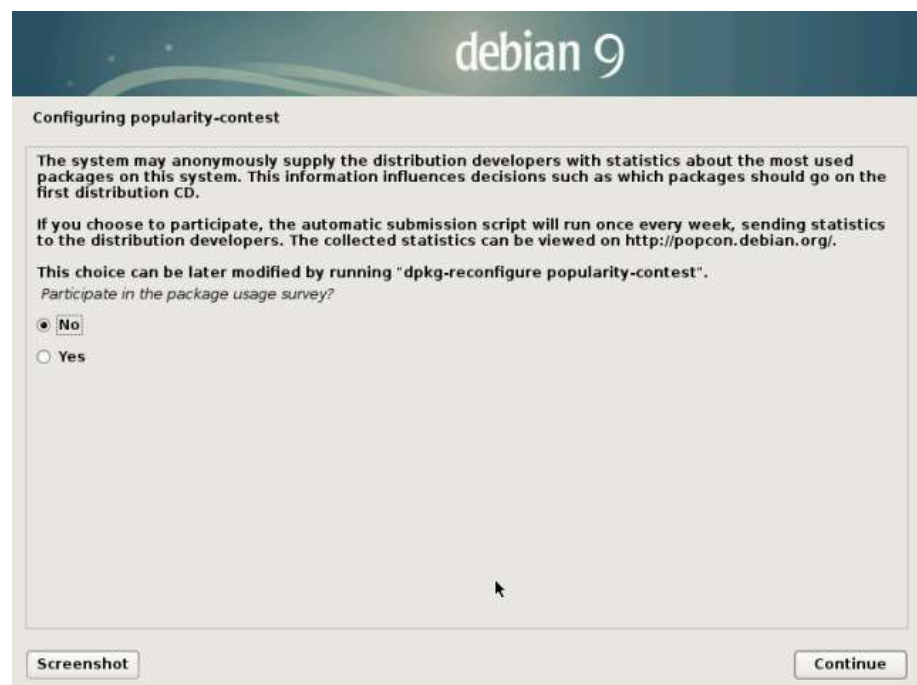 debian 9
Configuring popularity-contest
The system may anonymously supply the distribution developers with statistics about the most used
packages on this system. This information influences decisions such as which packages should go on the
first distribution CD.
If you choose to participate, the automatic submission script will run once every week, sending statistics
to the distribution developers. The collected statistics can be viewed on http://popcon.debian.org/.
This choice can be later modified by running "dpkg-reconfigure popularity-contest".
Participate in the package usage survey?
No
Yes
Screenshot
Continue